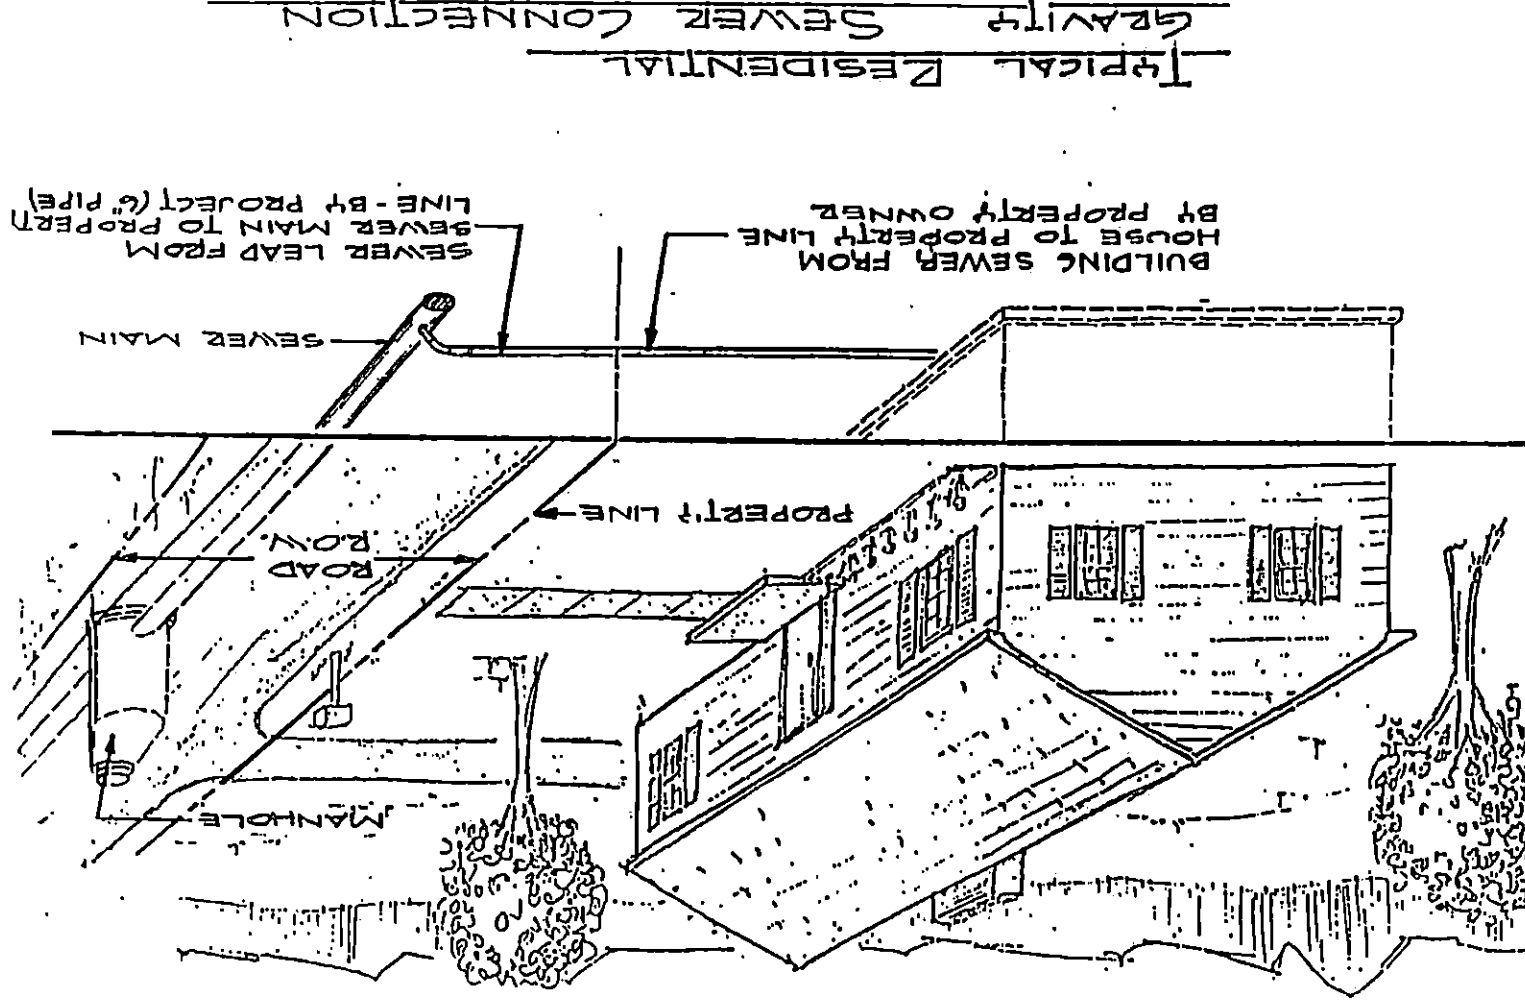 MANHOLE
ROAD
R.O.W.
PROPERTY LINE
SEWER MAIN
BUILDING SEWER FROM
HOUSE TO PROPERTY LINE
BY PROPERTY OWNER
SEWER LEAD FROM
SEWER MAIN TO PROPERTY
LINE - BY PROJECT (6" PIPE)
TYPICAL RESIDENTIAL
GRAVITY SEWER CONNECTION